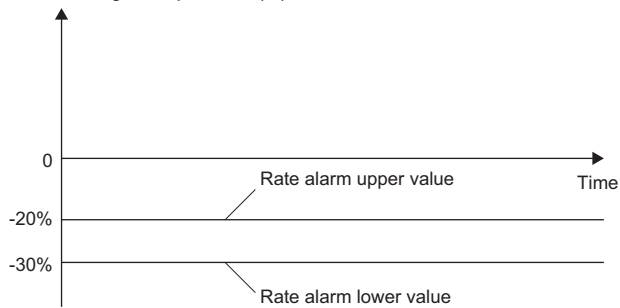 0
Rate alarm upper value
Time
-20%
-30%
Rate alarm lower value